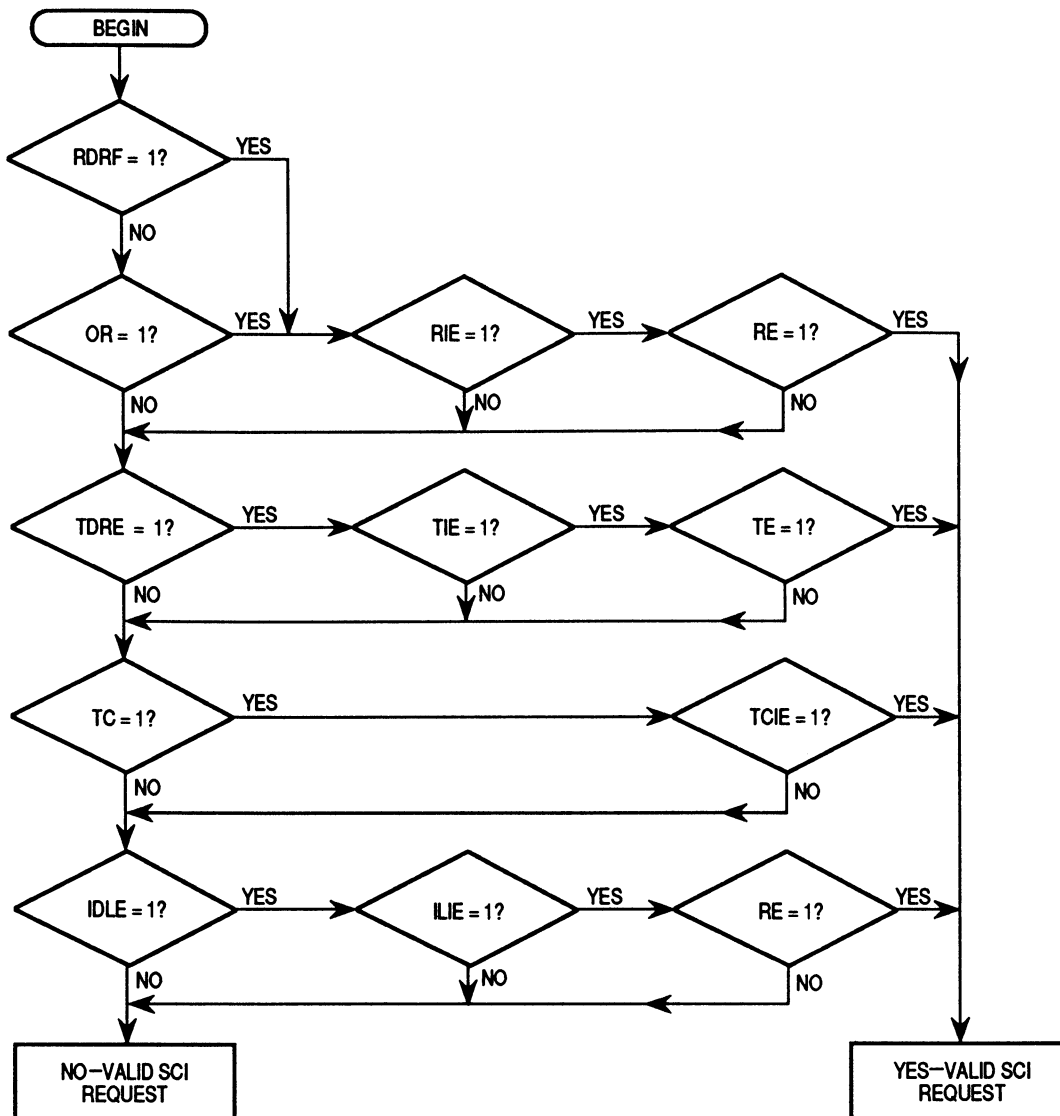 BEGIN
RDRF = 1?
YES
NO
OR = 1?
YES
RIE = 1?
YES
RE = 1?
YES
NO
NO
NO
TDRE = 1?
YES
TIE = 1?
YES
TE = 1?
YES
NO
NO
NO
TC = 1?
YES
TCIE = 1?
YES
NO
NO
IDLE = 1?
YES
ILIE = 1?
YES
RE = 1?
YES
NO
NO
NO
NO—VALID SCI
REQUEST
YES—VALID SCI
REQUEST